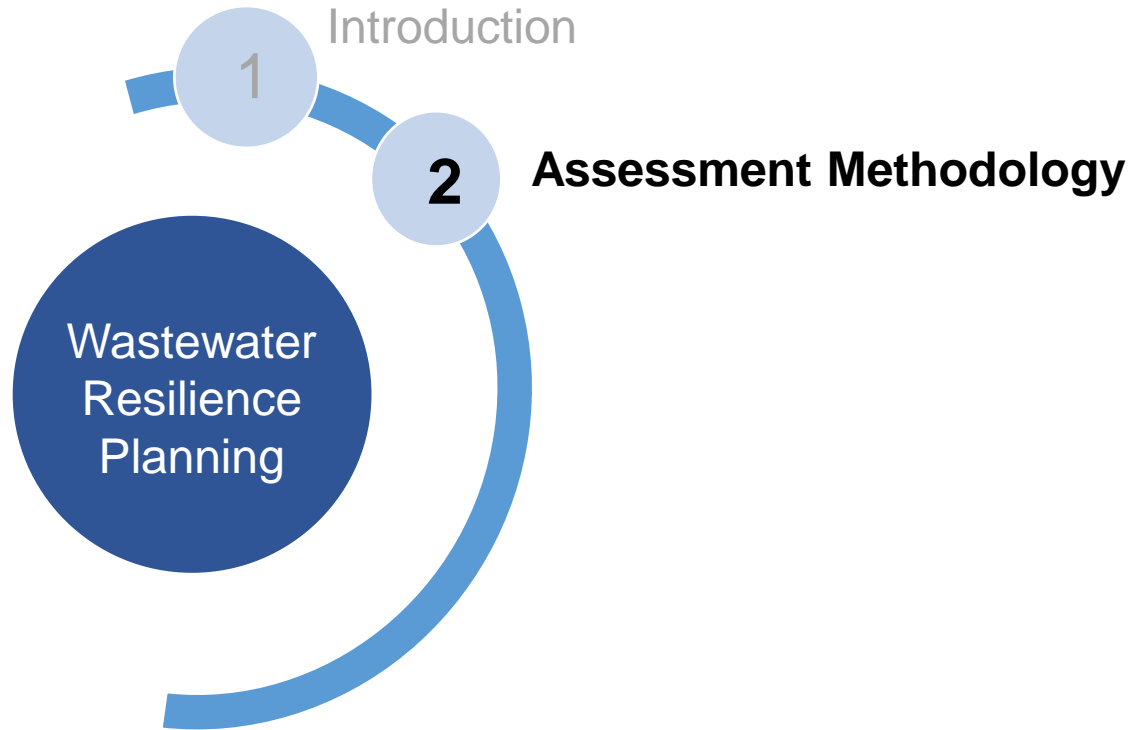 Introduction
1
2
Assessment Methodology
Wastewater
Resilience
Planning